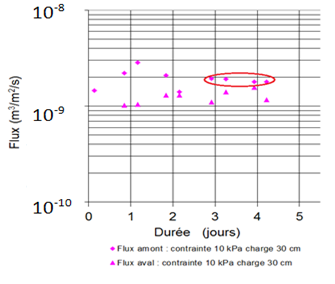 10-8
10-9
10-10
Flux (m³/m²/s)
0 1 2 3 4 5
Durée (jours)
Flux amont : contrainte 10 kPa charge 30 cm
Flux aval : contrainte 10 kPa charge 30 cm